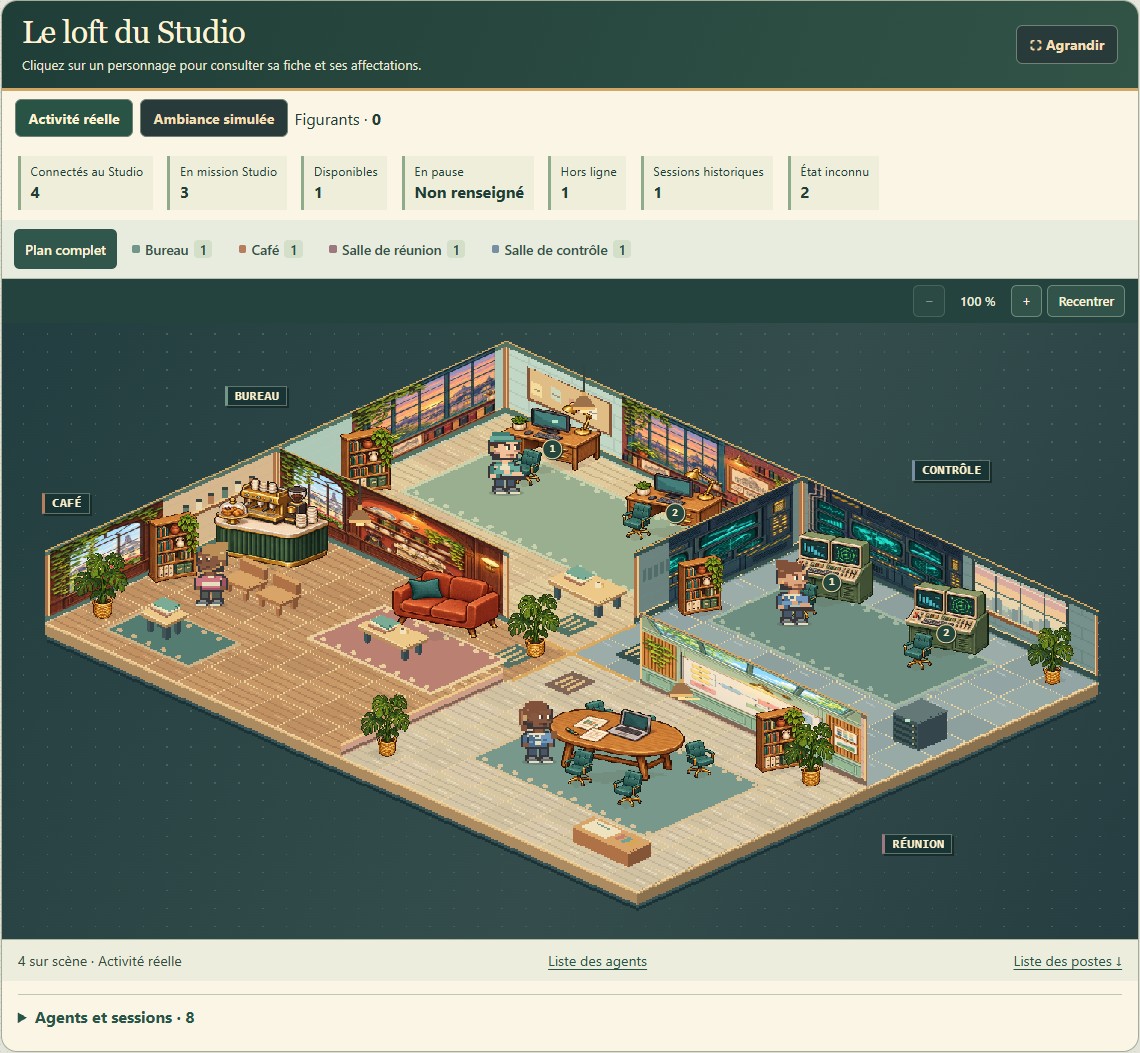 Le loft du Studio
Cliquez sur un personnage pour consulter sa fiche et ses affectations.
Agrandir
Activité réelle
Ambiance simulée
Figurants · 0
Connectés au Studio
4
En mission Studio
3
Disponibles
1
En pause
Non renseigné
Hors ligne
1
Sessions historiques
1
État inconnu
2
Plan complet
Bureau 1
Café 1
Salle de réunion 1
Salle de contrôle 1
− 100 % + Recentrer
BUREAU
1
CONTRÔLE
CAFÉ
2
1
2
RÉUNION
4 sur scène · Activité réelle
Liste des agents
Liste des postes ↓
▶ Agents et sessions · 8